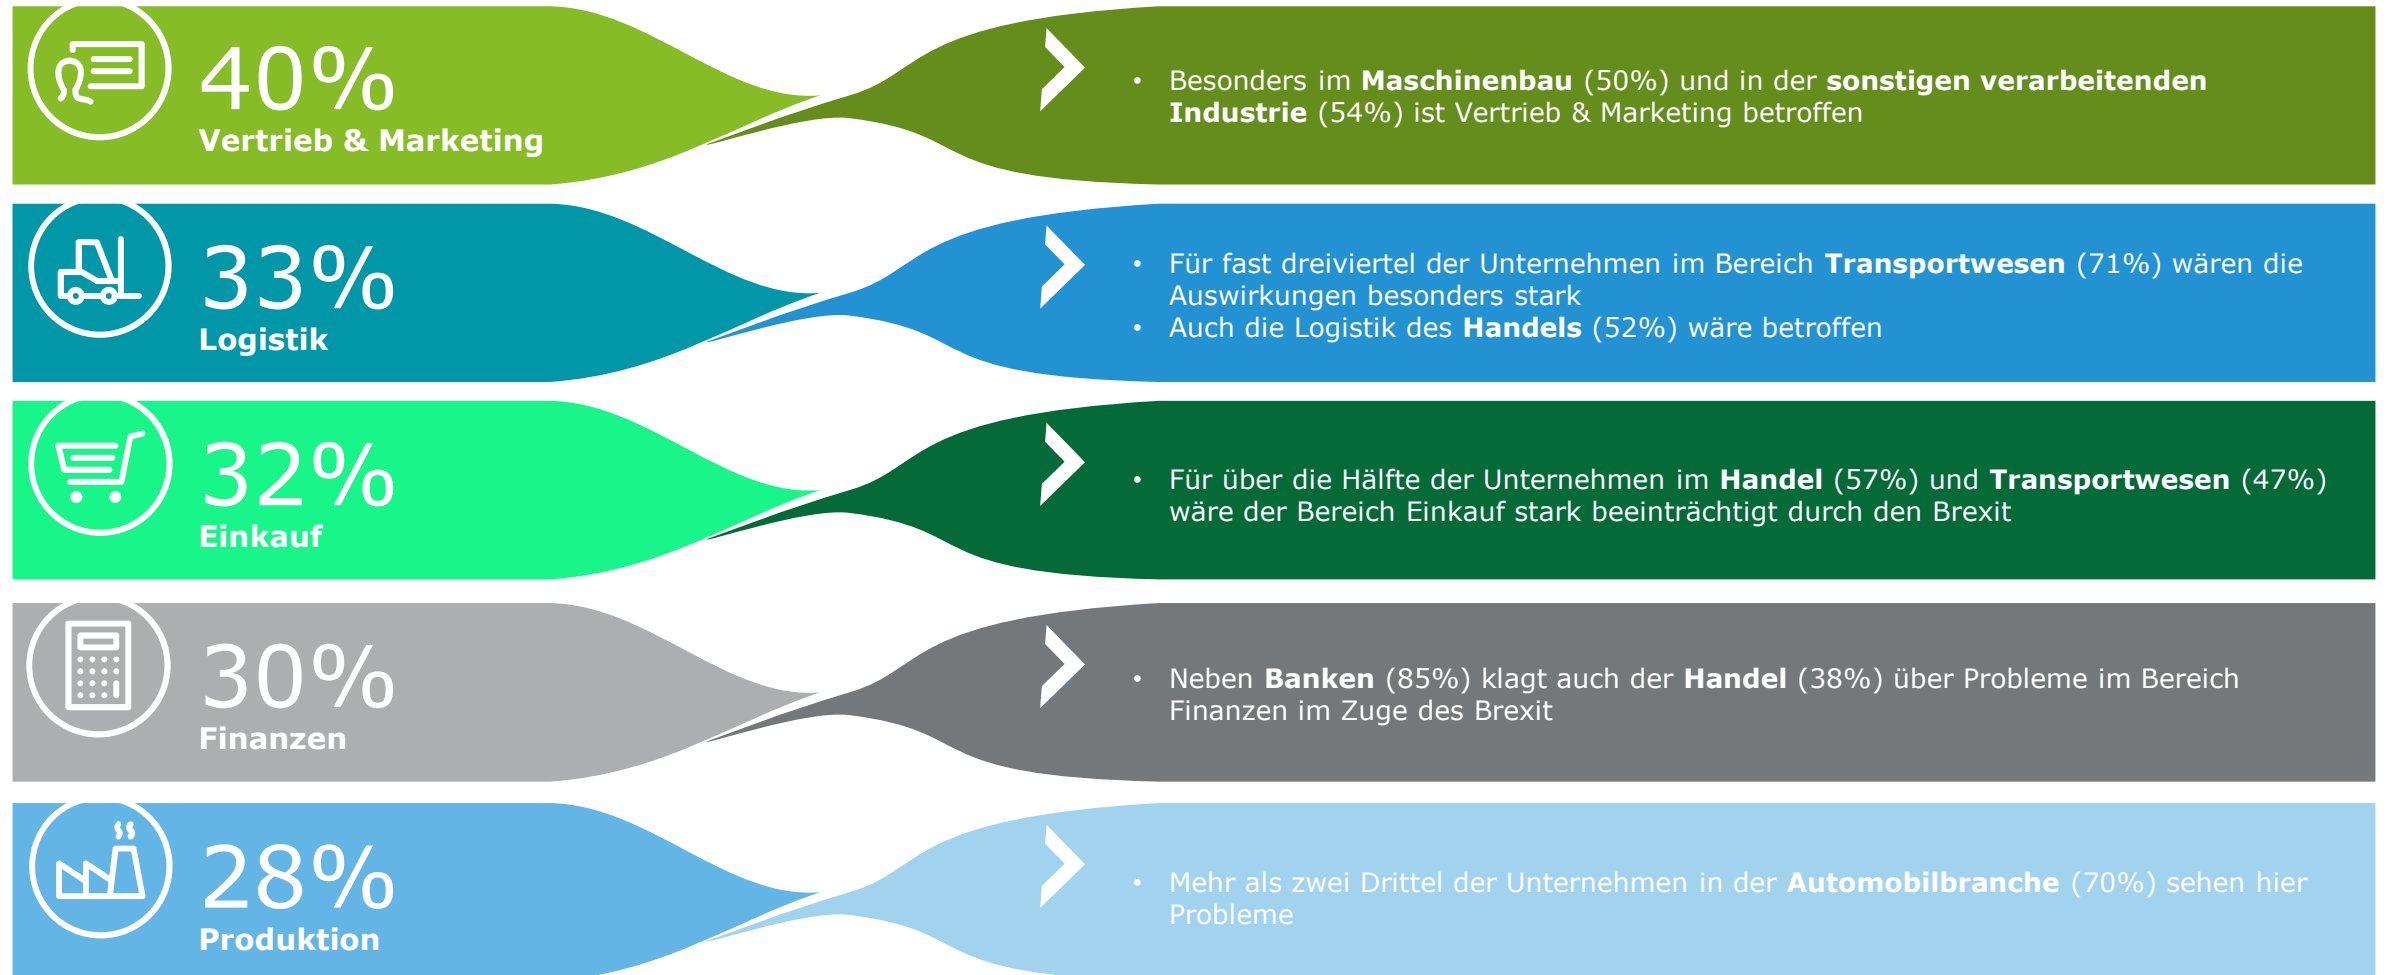 40%
Vertrieb & Marketing
• Besonders im Maschinenbau (50%) und in der sonstigen verarbeitenden
Industrie (54%) ist Vertrieb & Marketing betroffen
33%
Logistik
• Für fast dreiviertel der Unternehmen im Bereich Transportwesen (71%) wären die
Auswirkungen besonders stark
• Auch die Logistik des Handels (52%) wäre betroffen
32%
Einkauf
• Für über die Hälfte der Unternehmen im Handel (57%) und Transportwesen (47%)
wäre der Bereich Einkauf stark beeinträchtigt durch den Brexit
30%
Finanzen
• Neben Banken (85%) klagt auch der Handel (38%) über Probleme im Bereich
Finanzen im Zuge des Brexit
28%
Produktion
• Mehr als zwei Drittel der Unternehmen in der Automobilbranche (70%) sehen hier
Probleme